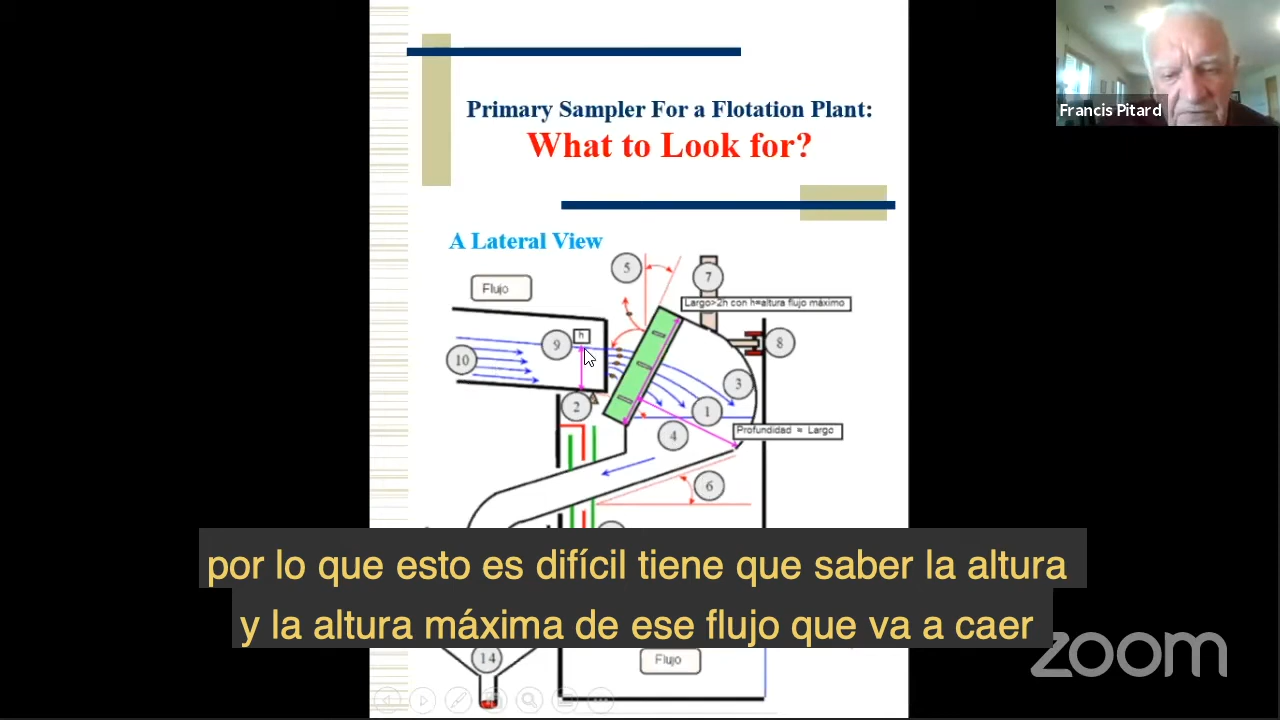 Francis Pitard
Primary Sampler For a Flotation Plant:
What to Look for?
A Lateral View
Flujo
5
7
Largo>2h con h=altura flujo máximo
h
9
8
10
3
2
1
4
Profundidad = Largo
6
por lo que esto es difícil tiene que saber la altura
y la altura máxima de ese flujo que va a caer
zoom
14
Flujo